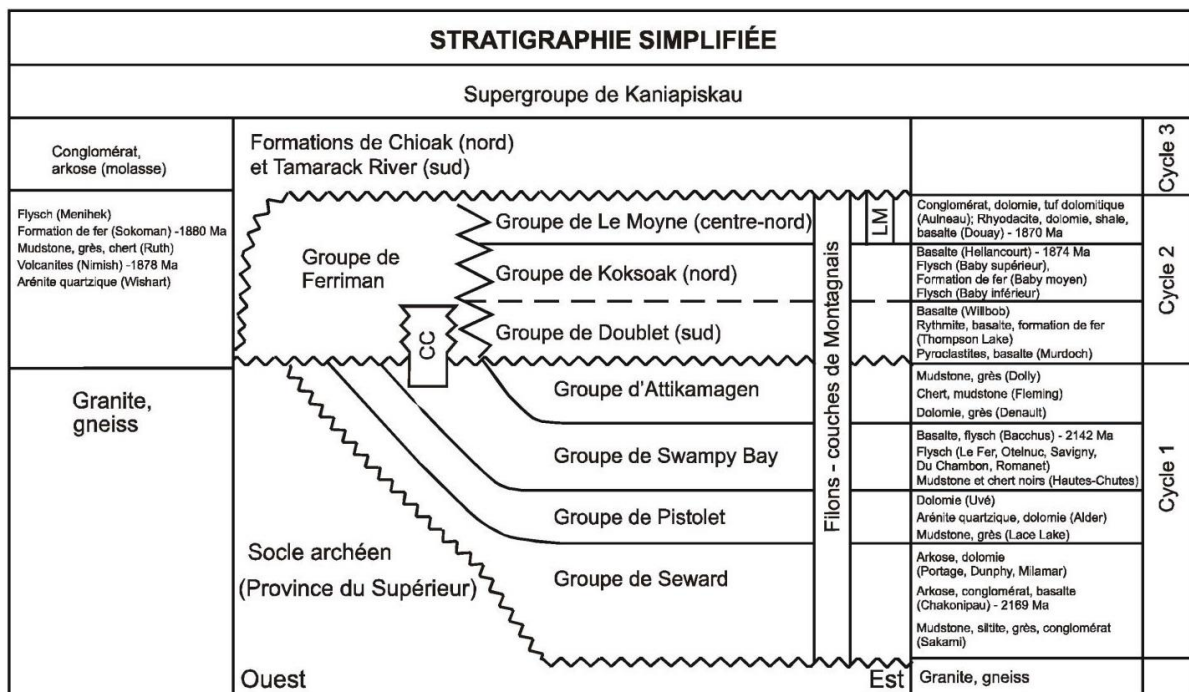 STRATIGRAPHIE SIMPLIFIÉE
Supergroupe de Kaniapiskau
Conglomérat,
arkose (molasse)
Flysch (Menihek)
Formation de fer (Sokoman) -1880 Ma
Mudstone, grès, chert (Ruth)
Volcanites (Nimish) -1878 Ma
Arénite quartzique (Wishart)
Granite,
gneiss
Formations de Chioak (nord)
et Tamarack River (sud)
Groupe de
Ferriman
CC
Groupe de Le Moyne (centre-nord)
Groupe de Koksoak (nord)
Groupe de Doublet (sud)
Groupe d'Attikamagen
Groupe de Swampy Bay
Groupe de Pistolet
Groupe de Seward
Socle archéen
(Province du Supérieur)
Ouest
Est
Filons - couches de Montagnais
LM
Conglomérat, dolomie, tuf dolomitique
(Aulneau); Rhyodacite, dolomie, shale,
basalte (Douay) - 1870 Ma
Basalte (Hellancourt) - 1874 Ma
Flysch (Baby supérieur),
Formation de fer (Baby moyen)
Flysch (Baby inférieur)
Basalte (Willbob)
Rythmite, basalte, formation de fer
(Thompson Lake)
Pyroclastites, basalte (Murdoch)
Mudstone, grès (Dolly)
Chert, mudstone (Fleming)
Dolomie, grès (Denault)
Basalte, flysch (Bacchus) - 2142 Ma
Flysch (Le Fer, Otelnuc, Savigny,
Du Chambon, Romanet)
Mudstone et chert noirs (Hautes-Chutes)
Dolomie (Uvé)
Arénite quartzique, dolomie (Alder)
Mudstone, grès (Lace Lake)
Arkose, dolomie
(Portage, Dunphy, Milamar)
Arkose, conglomérat, basalte
(Chakonipau) - 2169 Ma
Mudstone, siltite, grès, conglomérat
(Sakami)
Granite, gneiss
Cycle 3
Cycle 2
Cycle 1